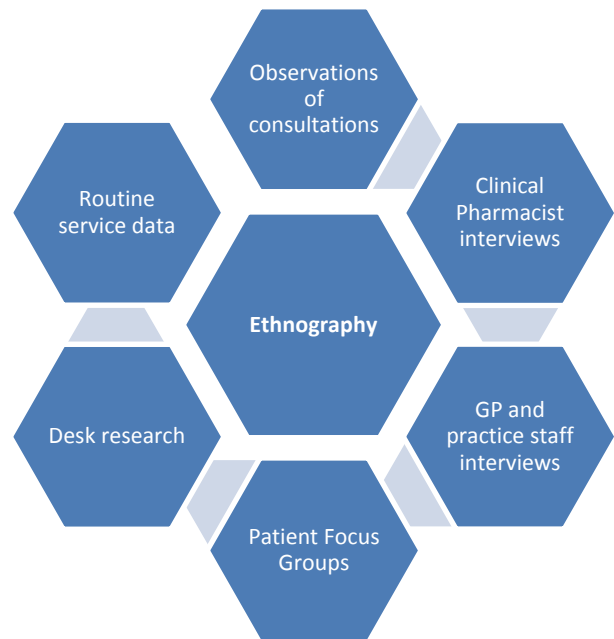 Observations
of
consultations
Routine
service data
Clinical
Pharmacist
interviews
Ethnography
Desk research
GP and
practice staff
interviews
Patient Focus
Groups